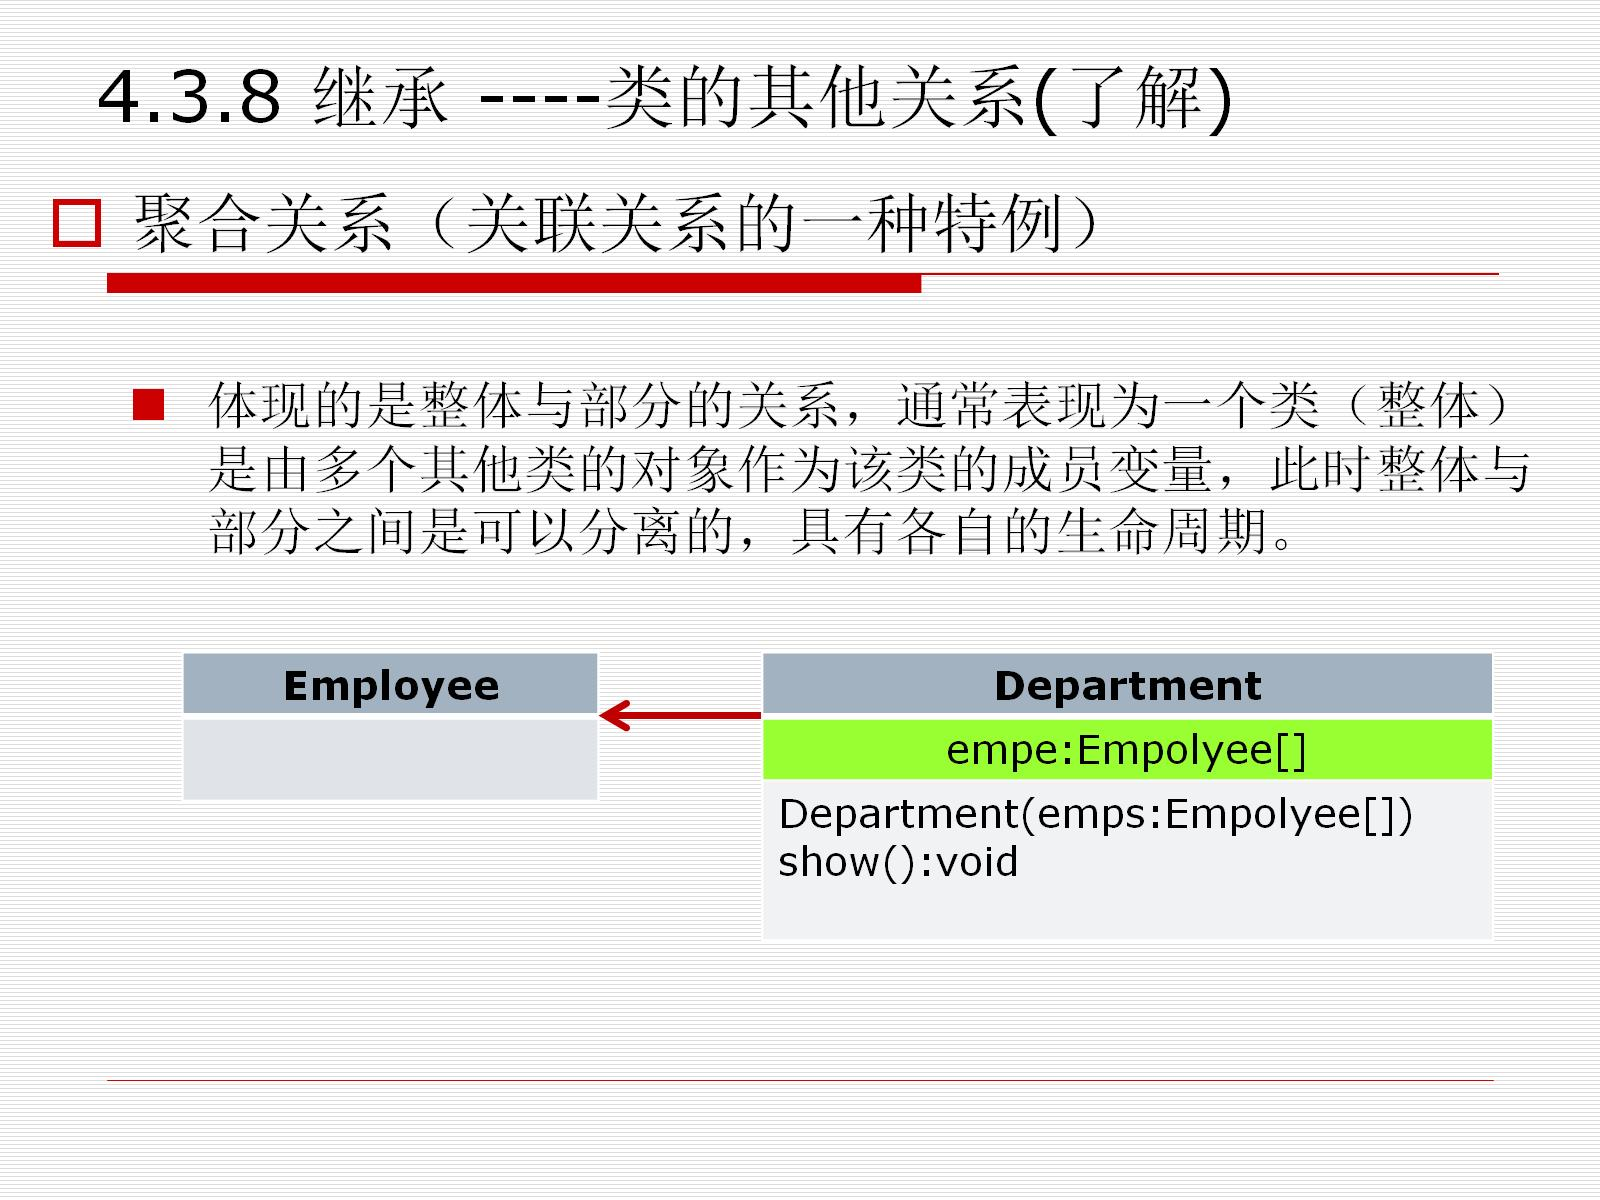 4.3.8 继承 ----类的其他关系(了解)
聚合关系（关联关系的一种特例）
体现的是整体与部分的关系，通常表现为一个类（整体）
是由多个其他类的对象作为该类的成员变量，此时整体与
部分之间是可以分离的，具有各自的生命周期。
Employee
Department
empe:Empolyee[]
Department(emps:Empolyee[])
show():void